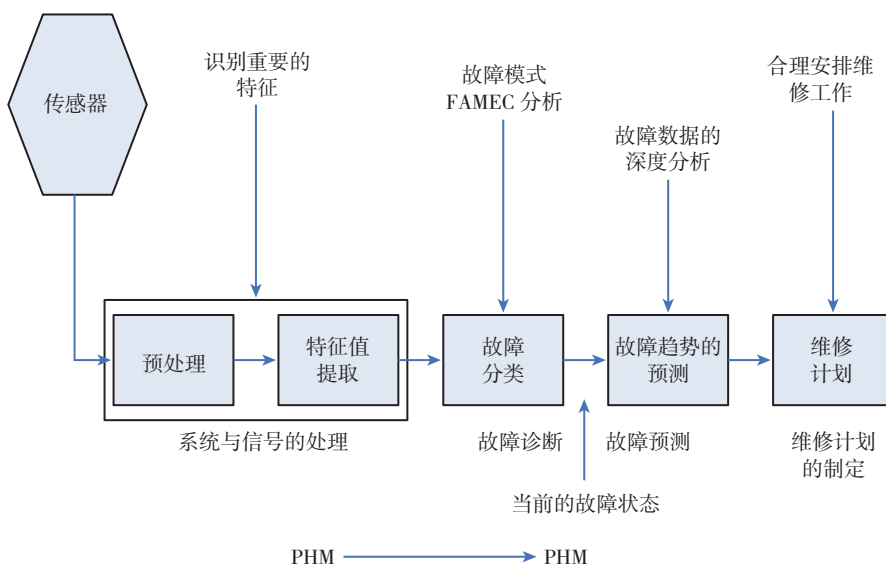 传感器
识别重要的
特征
故障模式
FAMEC 分析
故障数据的
深度分析
合理安排维
修工作
预处理
特征值
提取
故障
分类
故障趋势的
预测
维修
计划
系统与信号的处理
故障诊断
故障预测
维修计划
的制定
当前的故障状态
PHM
PHM